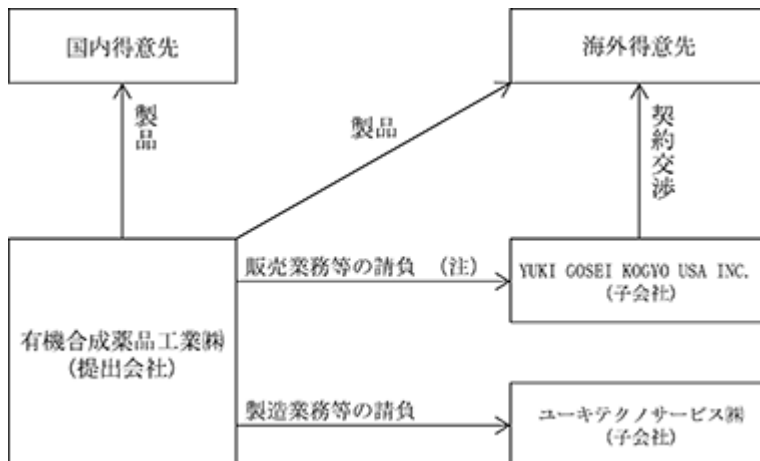 国内得意先
海外得意先
製品
製品
契約交渉
販売業務等の請負 (注)
YUKI GOSEI KOGYO USA INC.
(子会社)
有機合成薬品工業㈱
(提出会社)
製造業務等の請負
ユーキテクノサービス㈱
(子会社)